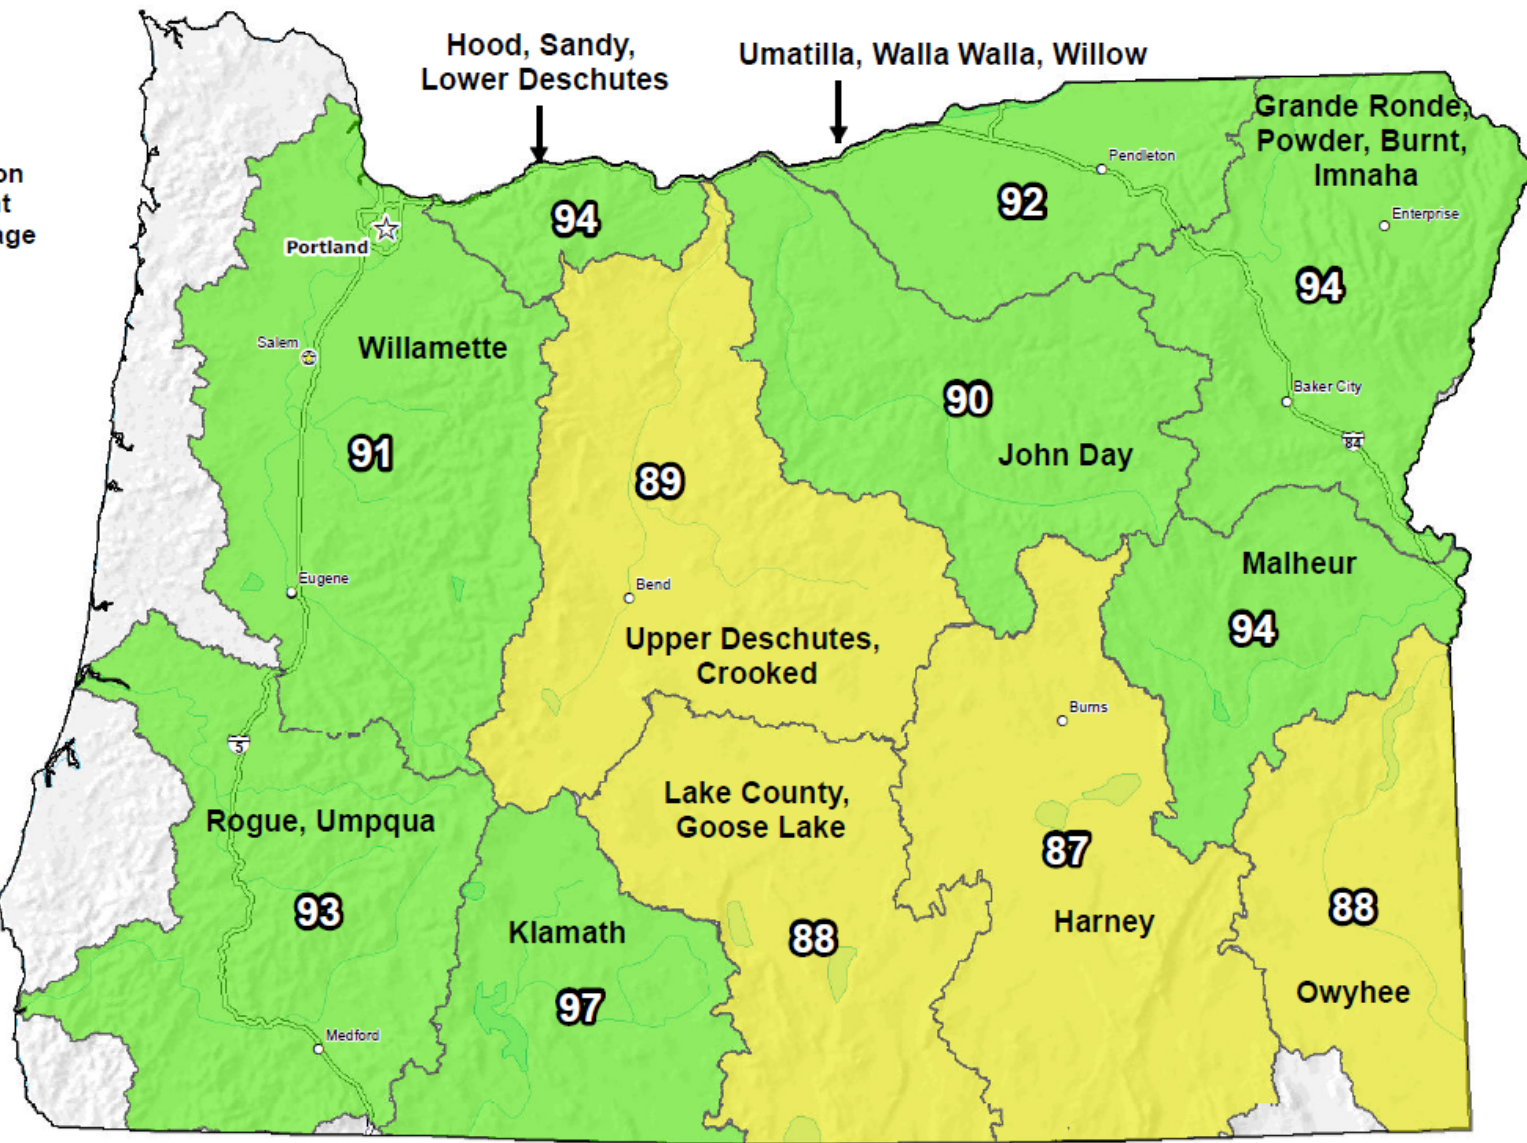 Hood, Sandy,
Lower Deschutes
Umatilla, Walla Walla, Willow
Grande Ronde,
Powder, Burnt,
Imnaha
Pendleton
Enterprise
94
92
Portland
94
Salem
Willamette
Baker City
90
84
91
John Day
89
Malheur
Eugene
Bend
94
Upper Deschutes,
Crooked
Burns
5
Lake County,
Goose Lake
Rogue, Umpqua
87
93
Klamath
88
Harney
88
97
Owyhee
Medford